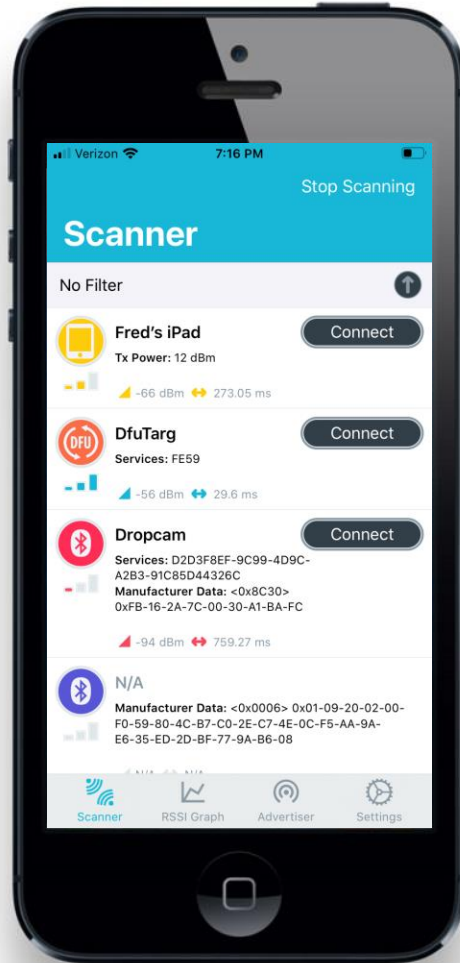 Verizon 7:16 PM
Stop Scanning
Scanner
No Filter
Fred's iPad Connect
Tx Power: 12 dBm
-66 dBm 273.05 ms
DFU DfuTarg Connect
Services: FE59
-56 dBm 29.6 ms
Dropcam Connect
Services: D2D3F8EF-9C99-4D9C-
A2B3-91C85D44326C
Manufacturer Data: <0x8C30>
0xFB-16-2A-7C-00-30-A1-BA-FC
-94 dBm 759.27 ms
N/A
Manufacturer Data: <0x0006> 0x01-09-20-02-00-
F0-59-80-4C-B7-C0-2E-C7-4E-0C-F5-AA-9A-
E6-35-ED-2D-BF-77-9A-B6-08
N/A N/A
Scanner RSSI Graph Advertiser Settings